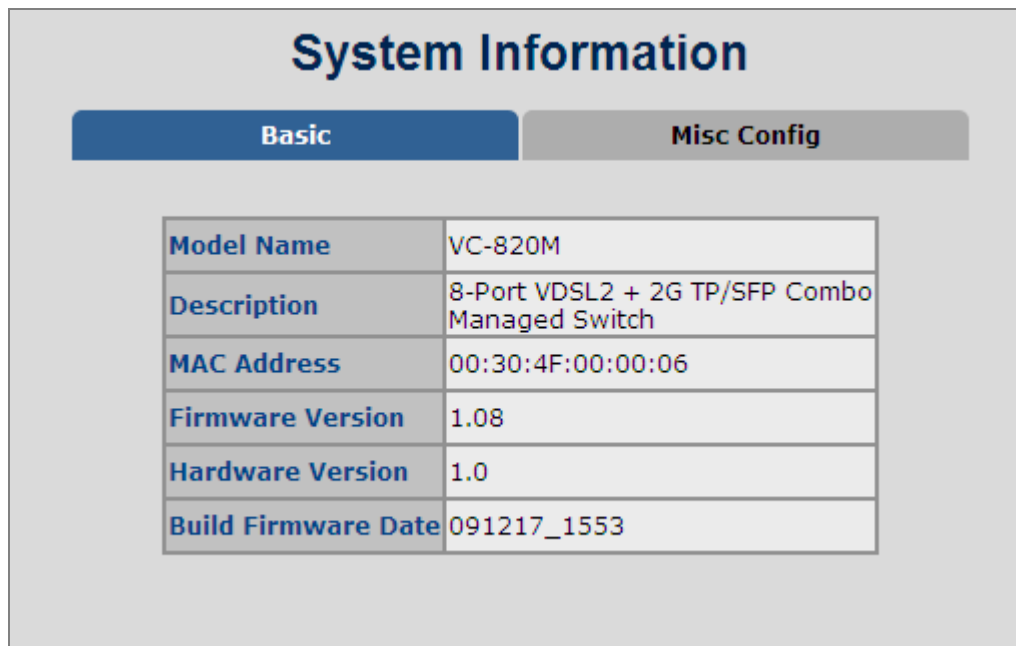 System Information
Basic Misc Config
Model Name VC-820M
Description 8-Port VDSL2 + 2G TP/SFP Combo
Managed Switch
MAC Address 00:30:4F:00:00:06
Firmware Version 1.08
Hardware Version 1.0
Build Firmware Date 091217_1553